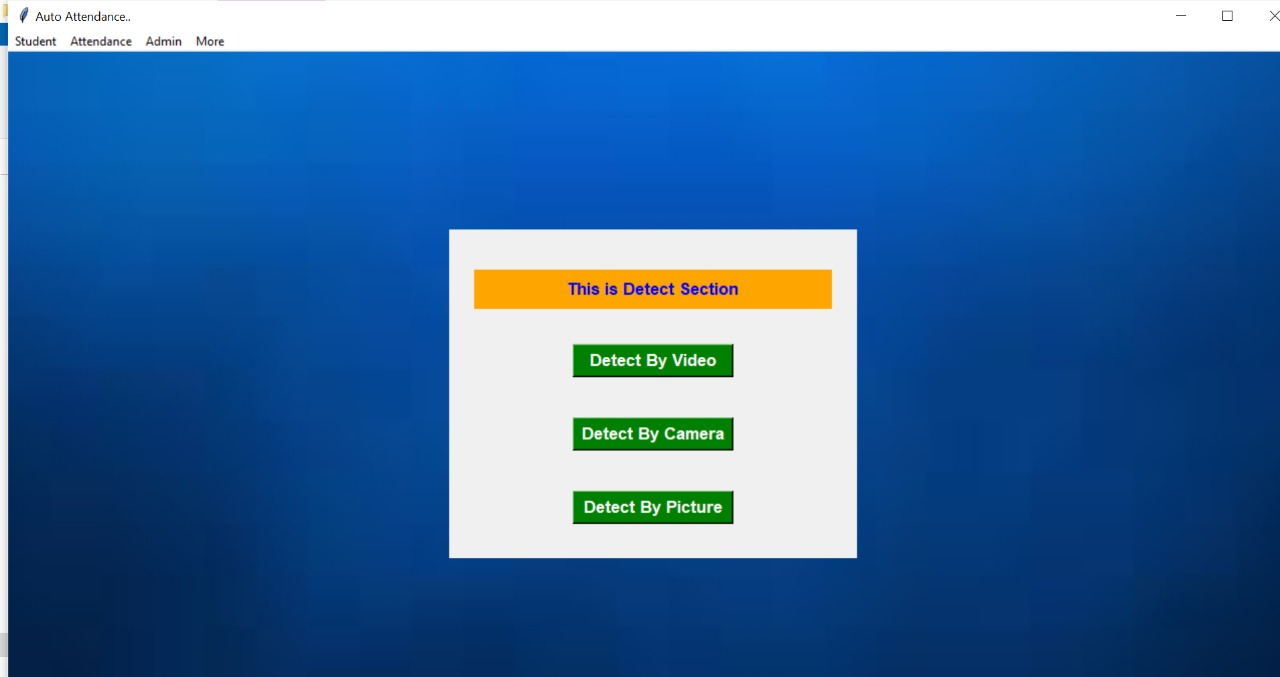 Auto Attendance..
Student Attendance Admin More
This is Detect Section
Detect By Video
Detect By Camera
Detect By Picture